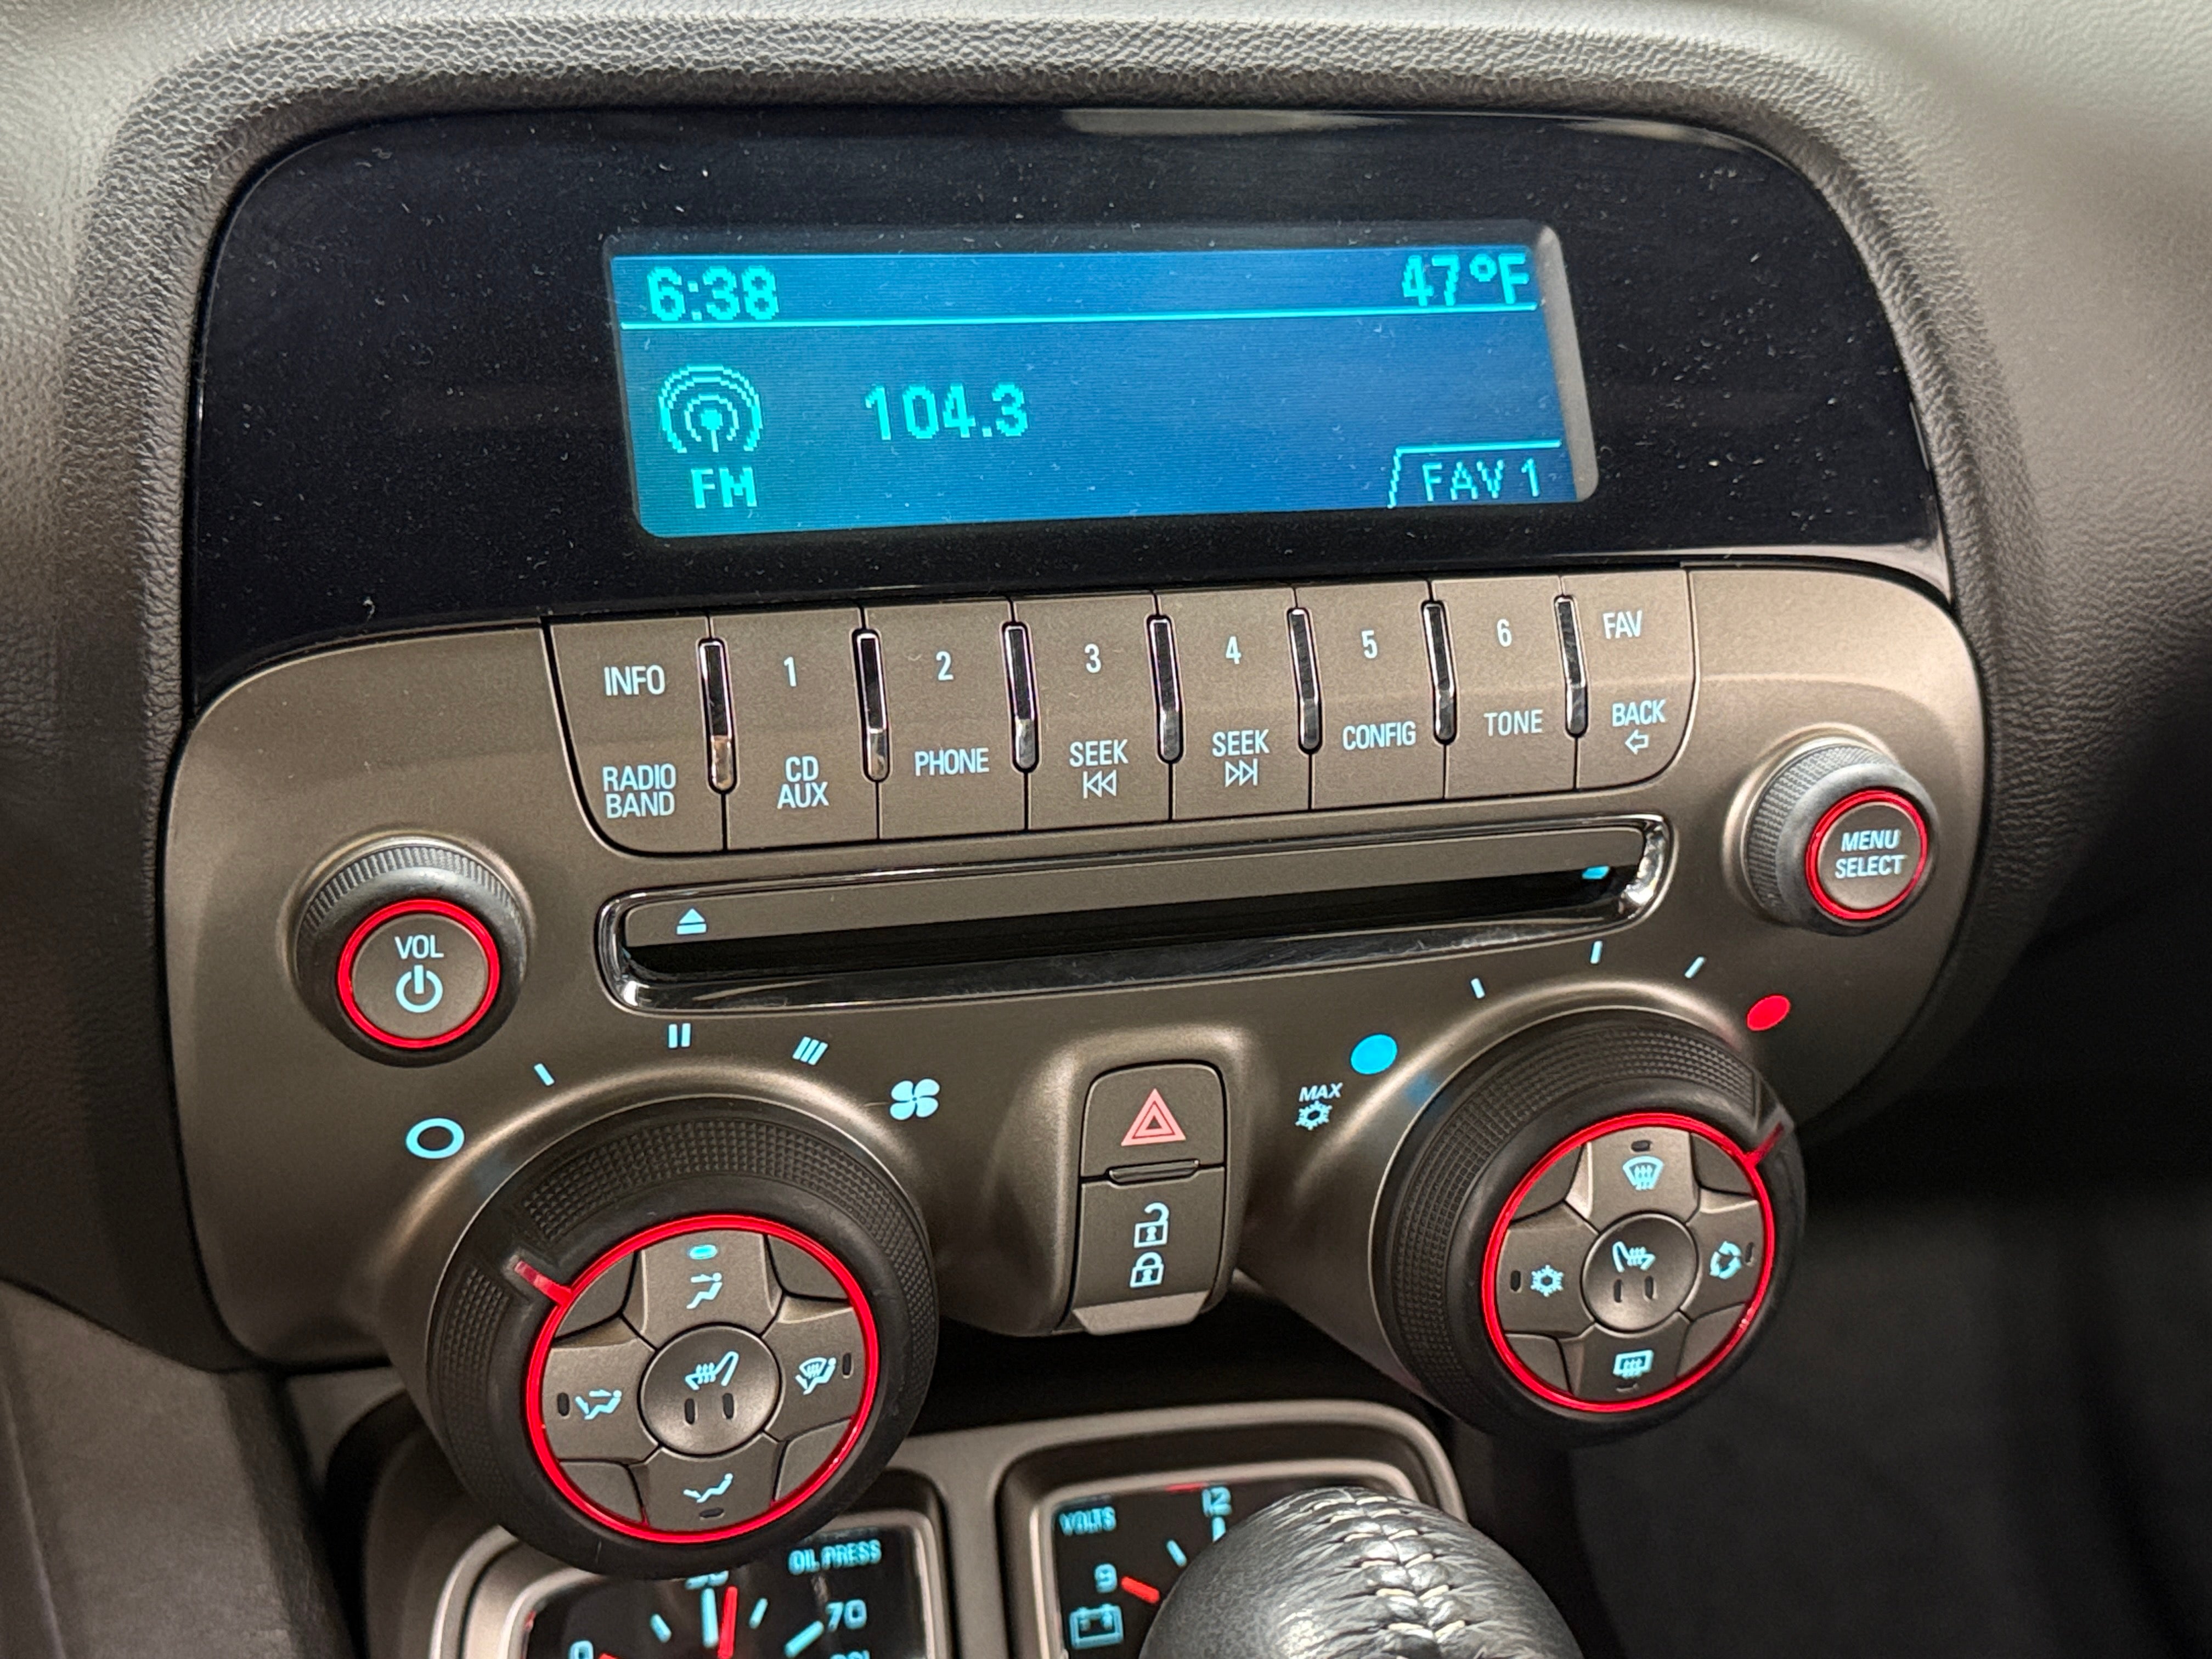 6:38 47°F
104.3
FM
FAV 1
INFO 1 2 3 4 5 6 FAV
RADIO BAND
CD AUX
PHONE
SEEK
SEEK
CONFIG
TONE
BACK
MENU
SELECT
VOL
MAX
OIL PRESS
0
70
VOLTS
9
12